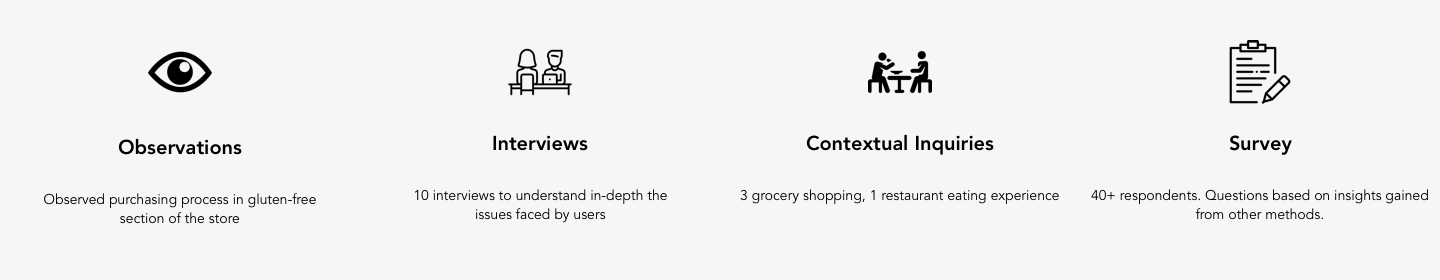 Observations
Observed purchasing process in gluten-free
section of the store
Interviews
10 interviews to understand in-depth the
issues faced by users
Contextual Inquiries
3 grocery shopping, 1 restaurant eating experience
Survey
40+ respondents. Questions based on insights gained
from other methods.